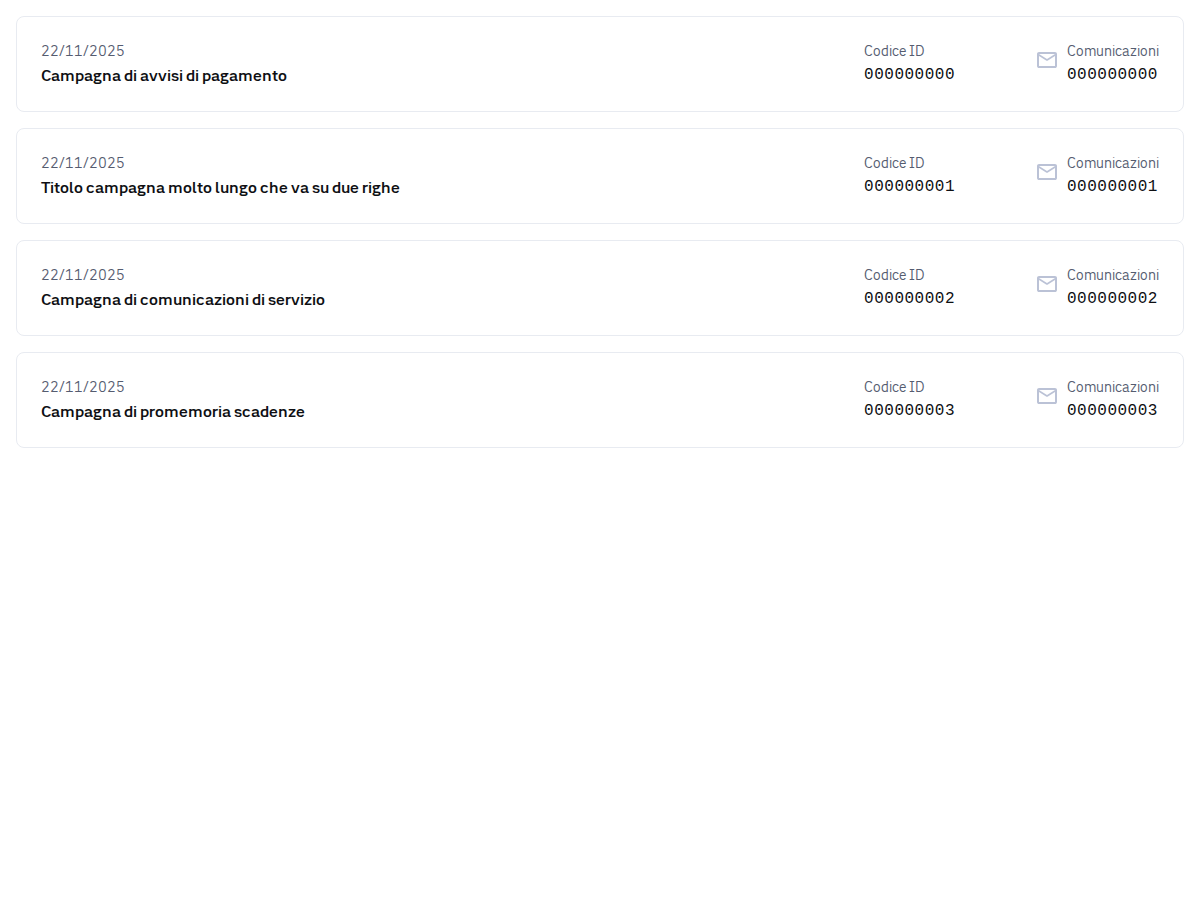 22/11/2025
Campagna di avvisi di pagamento
Codice ID
000000000
Comunicazioni
000000000
22/11/2025
Titolo campagna molto lungo che va su due righe
Codice ID
000000001
Comunicazioni
000000001
22/11/2025
Campagna di comunicazioni di servizio
Codice ID
000000002
Comunicazioni
000000002
22/11/2025
Campagna di promemoria scadenze
Codice ID
000000003
Comunicazioni
000000003